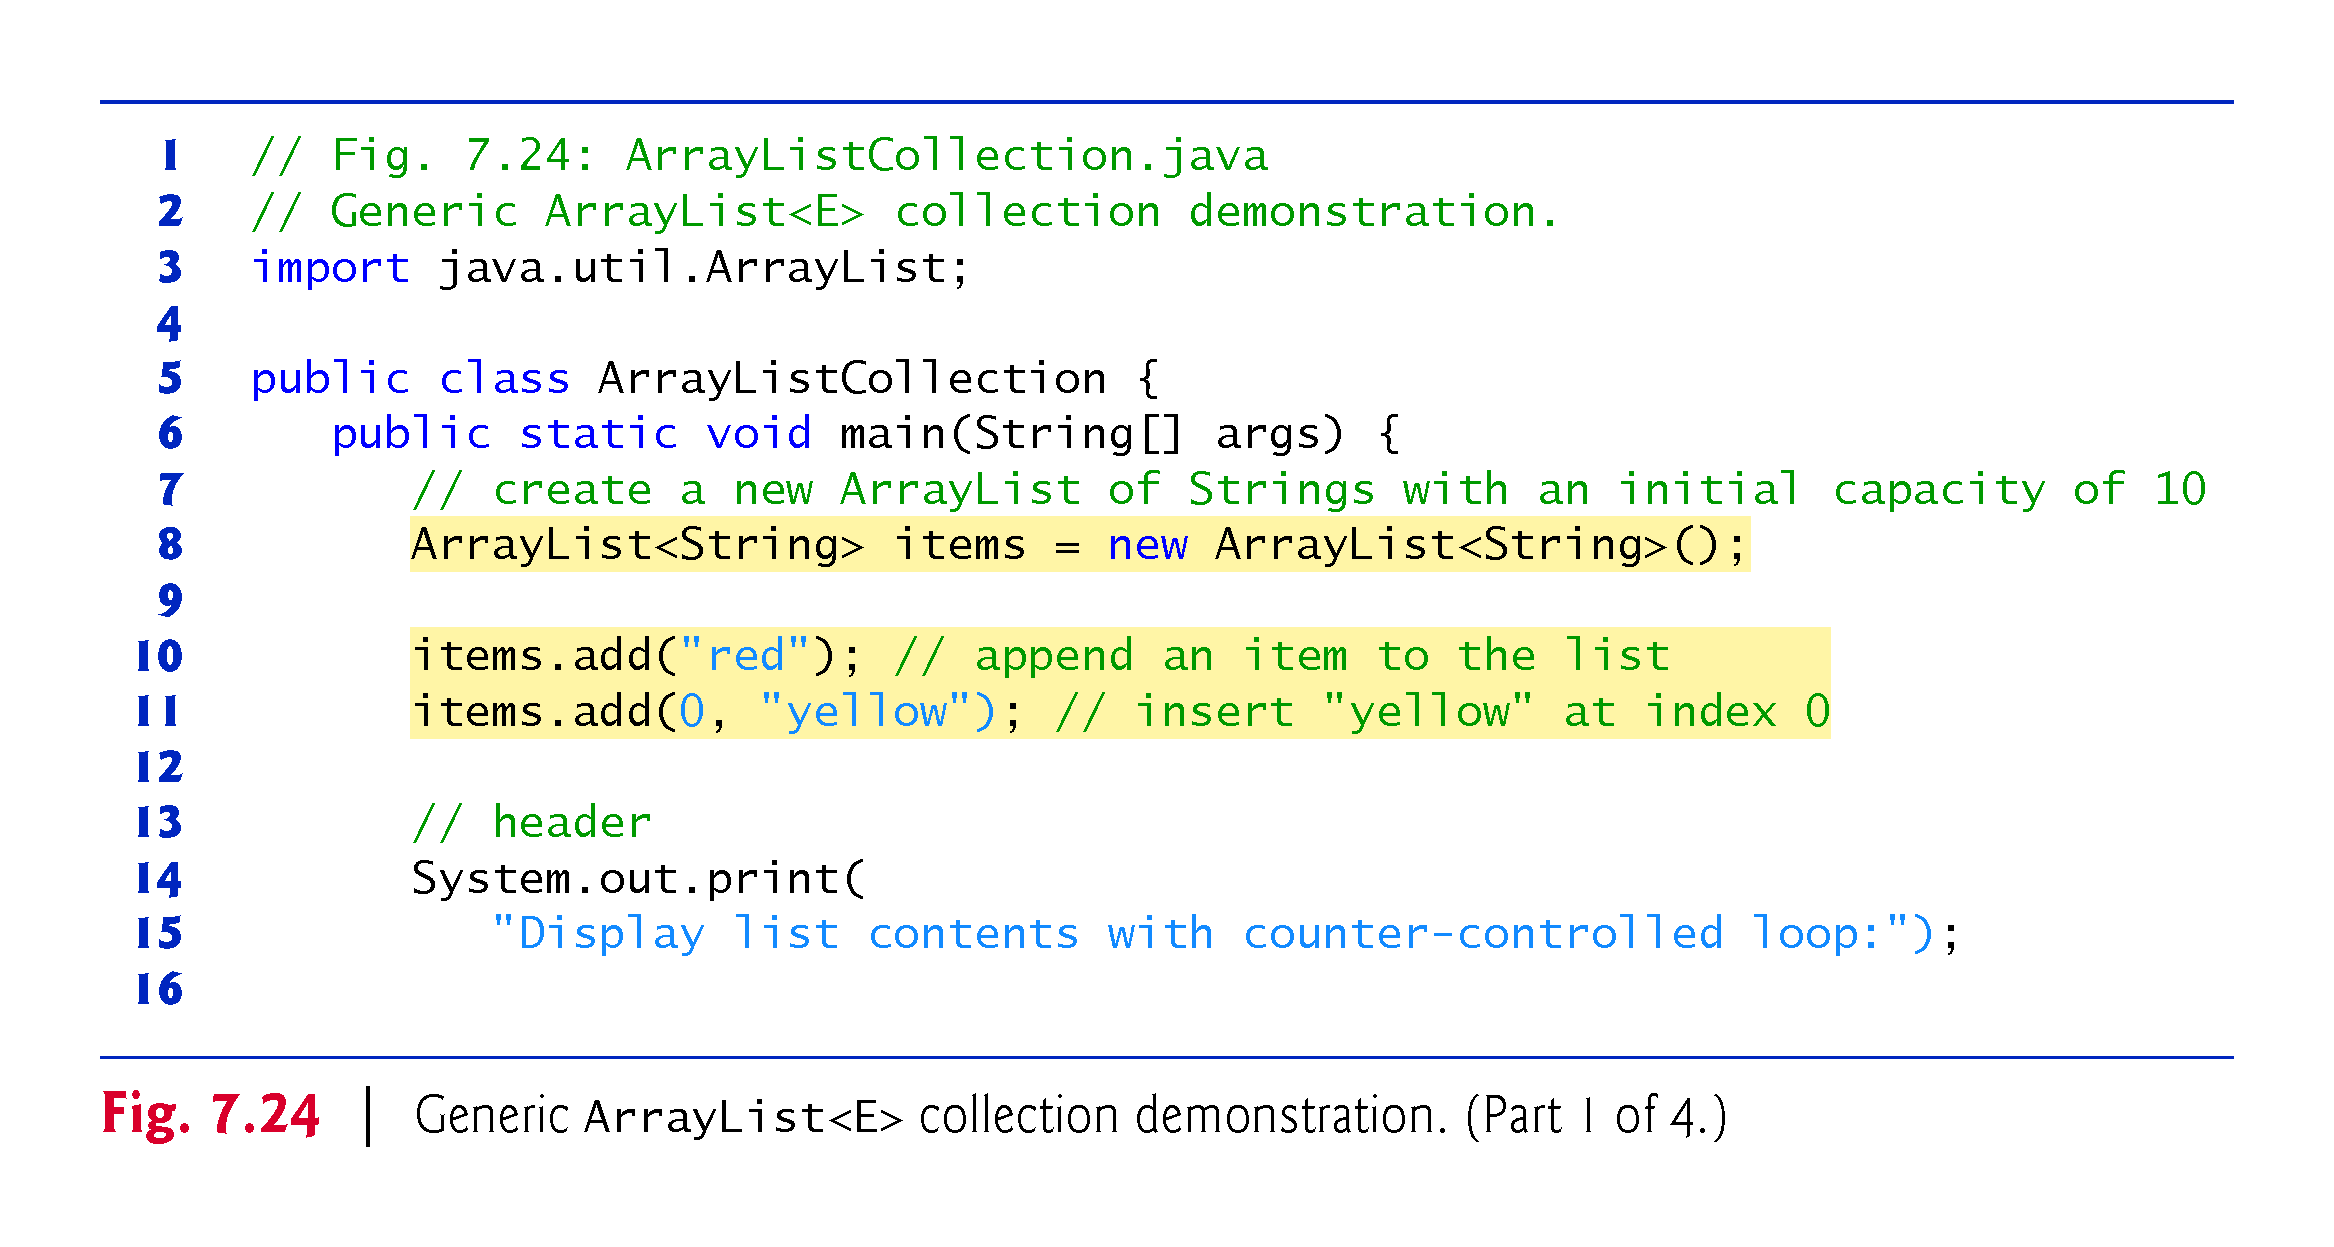 1 // Fig. 7.24: ArrayListCollection.java
2 // Generic ArrayList<E> collection demonstration.
3 import java.util.ArrayList;
4
5 public class ArrayListCollection {
6    public static void main(String[] args) {
7       // create a new ArrayList of Strings with an initial capacity of 10
8       ArrayList<String> items = new ArrayList<String>();
9
10       items.add("red"); // append an item to the list
11       items.add(0, "yellow"); // insert "yellow" at index 0
12
13       // header
14       System.out.print(
15          "Display list contents with counter-controlled loop:");
16
Fig. 7.24 | Generic ArrayList<E> collection demonstration. (Part 1 of 4.)